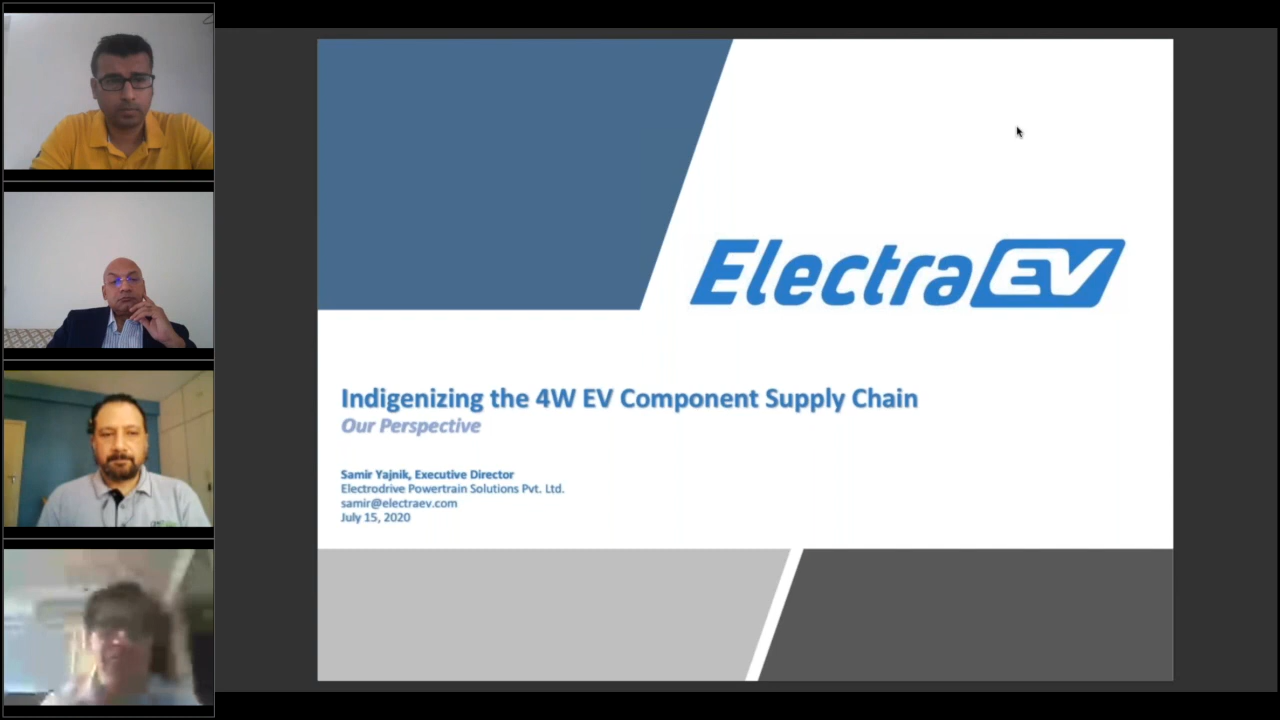 ElectraEV
Indigenizing the 4W EV Component Supply Chain
Our Perspective
Samir Yajnik, Executive Director
Electrodrive Powertrain Solutions Pvt. Ltd.
samir@electraev.com
July 15, 2020